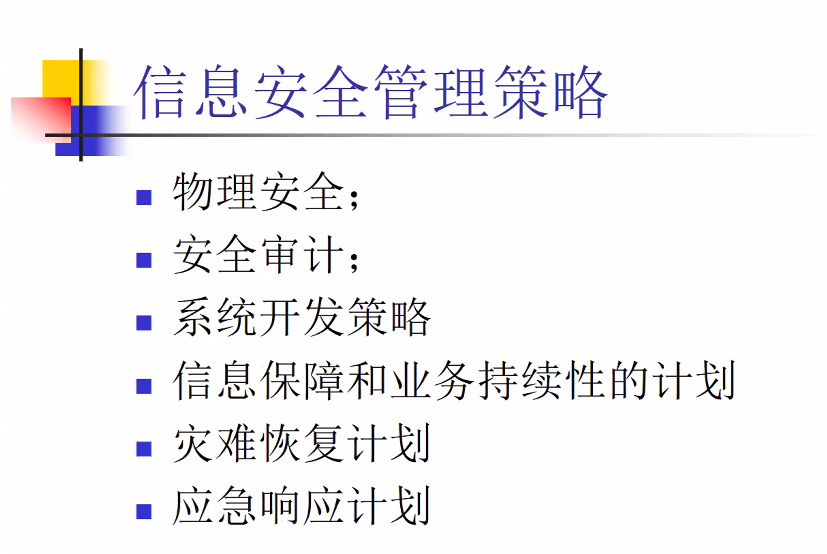 信息安全管理策略
物理安全；
安全审计；
系统开发策略
信息保障和业务持续性的计划
灾难恢复计划
应急响应计划